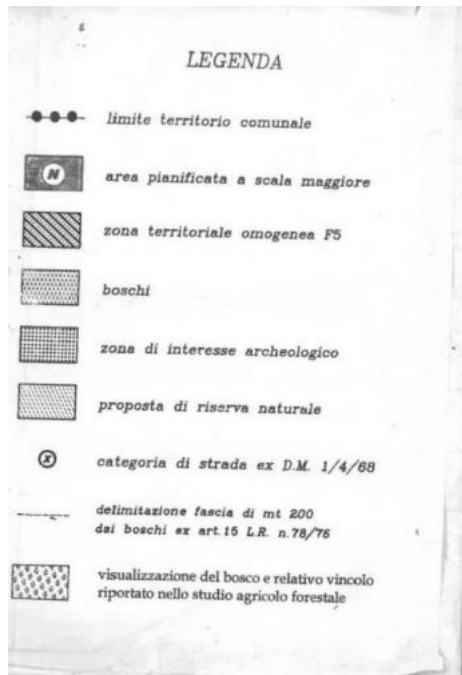 LEGENDA
limite territorio comunale
N
area pianificata a scala maggiore
zona territoriale omogenea F5
boschi
zona di interesse archeologico
proposta di riserva naturale
x
categoria di strada ex D.M. 1/4/68
delimitazione fascia di mt 200
dai boschi ex art.15 L.R. n.78/76
visualizzazione del bosco e relativo vincolo
riportato nello studio agricolo forestale